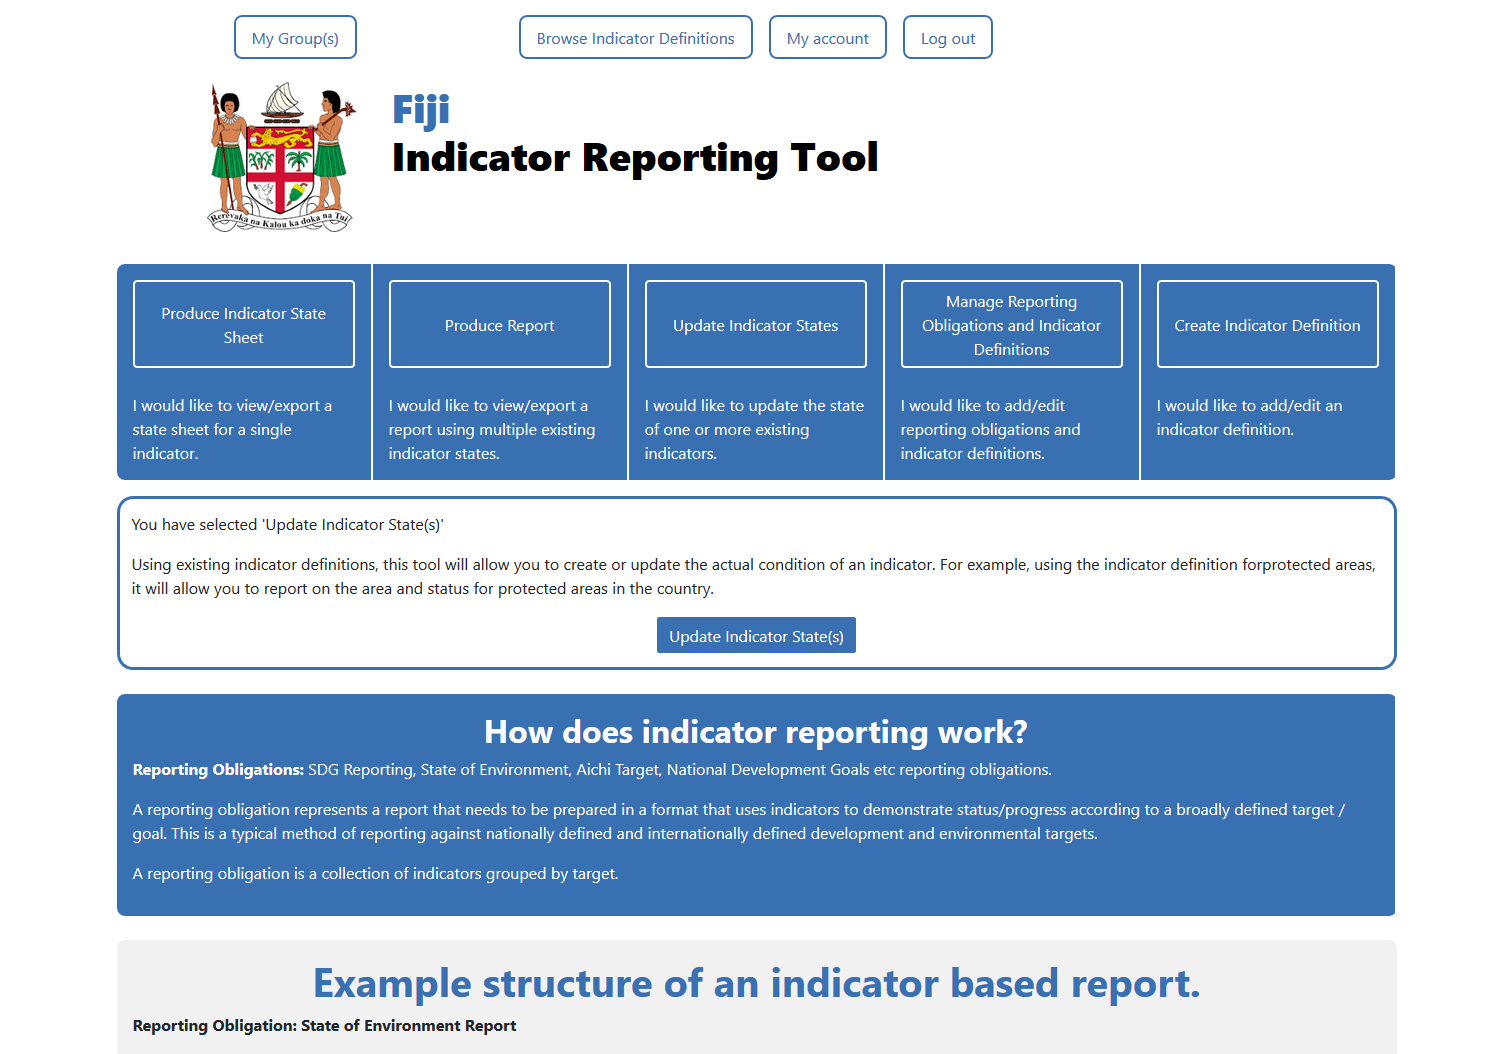 My Group(s)
Browse Indicator Definitions
My account
Log out
Fiji
Indicator Reporting Tool
Rerevaka na Kalou ka doka na Tui
Produce Indicator State
Sheet
I would like to view/export a
state sheet for a single
indicator.
Produce Report
I would like to view/export a
report using multiple existing
indicator states.
Update Indicator States
I would like to update the state
of one or more existing
indicators.
Manage Reporting
Obligations and Indicator
Definitions
I would like to add/edit
reporting obligations and
indicator definitions.
Create Indicator Definition
I would like to add/edit an
indicator definition.
You have selected 'Update Indicator State(s)'
Using existing indicator definitions, this tool will allow you to create or update the actual condition of an indicator. For example, using the indicator definition forprotected areas,
it will allow you to report on the area and status for protected areas in the country.
Update Indicator State(s)
How does indicator reporting work?
Reporting Obligations: SDG Reporting, State of Environment, Aichi Target, National Development Goals etc reporting obligations.
A reporting obligation represents a report that needs to be prepared in a format that uses indicators to demonstrate status/progress according to a broadly defined target /
goal. This is a typical method of reporting against nationally defined and internationally defined development and environmental targets.
A reporting obligation is a collection of indicators grouped by target.
Example structure of an indicator based report.
Reporting Obligation: State of Environment Report